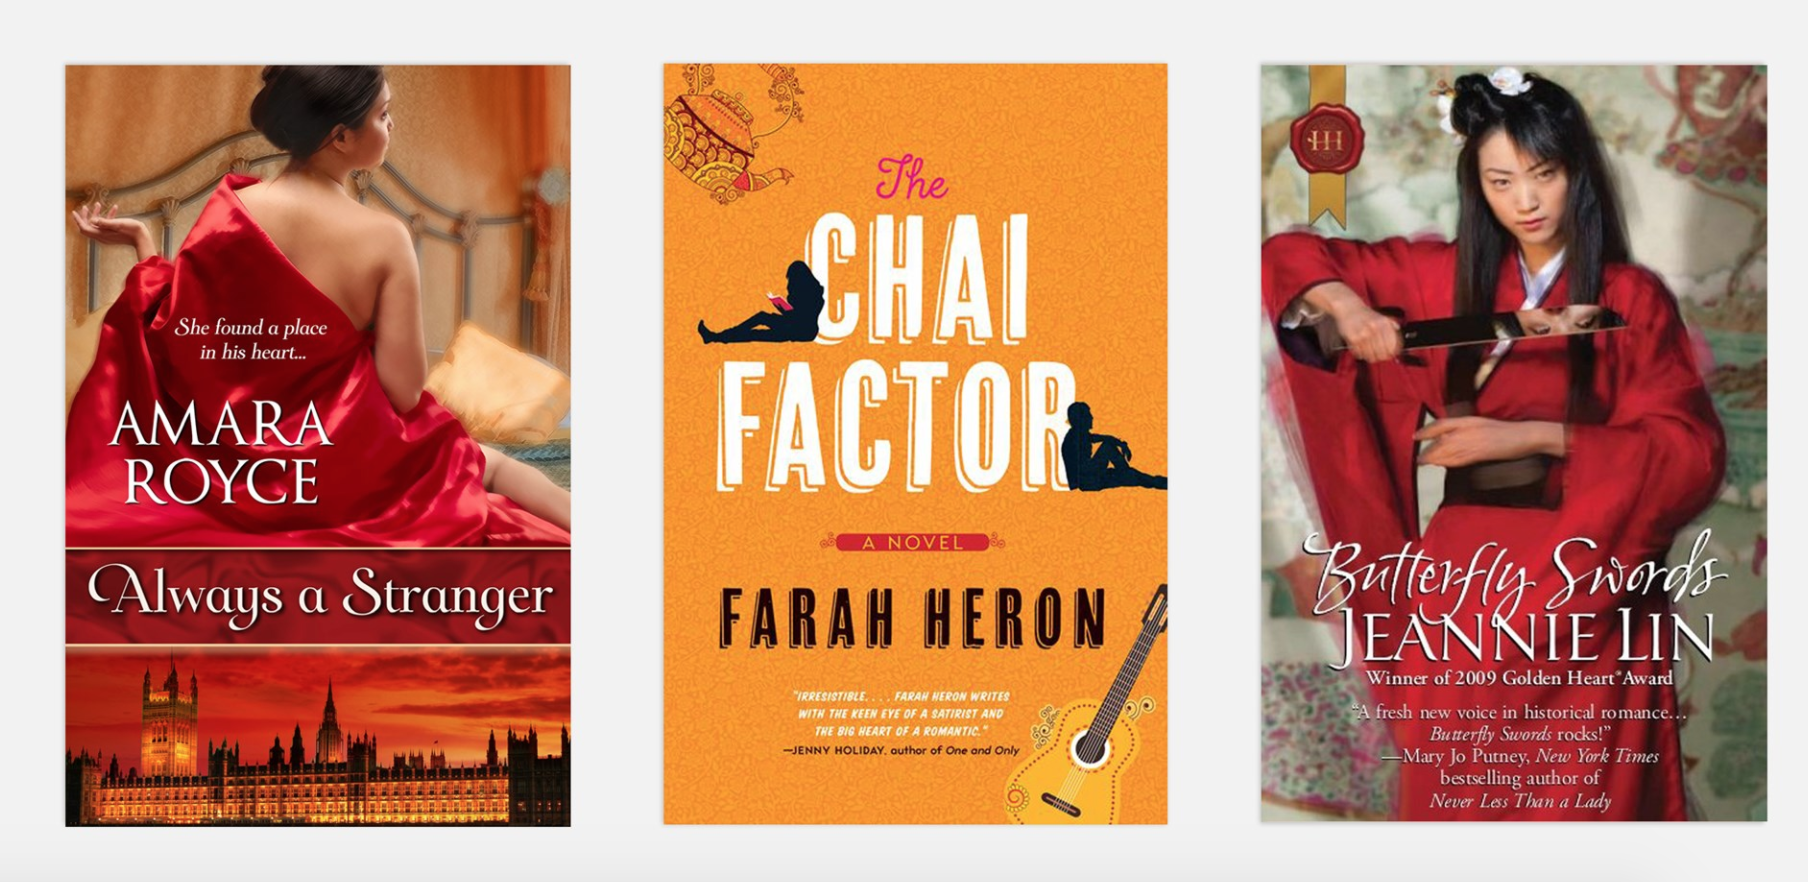 She found a place
in his heart...
AMARA
ROYCE
Always a Stranger
The
CHAI
FACTOR
A NOVEL
FARAH HERON
"IRRESISTIBLE. . . . FARAH HERON WRITES
WITH THE KEEN EYE OF A SATIRIST AND
THE BIG HEART OF A ROMANTIC."
—JENNY HOLIDAY, author of One and Only
HH
Butterfly Swords
JEANNIE LIN
Winner of 2009 Golden Heart® Award
“A fresh new voice in historical romance…
Butterfly Swords rocks!”
—Mary Jo Putney, New York Times
bestselling author of
Never Less Than a Lady